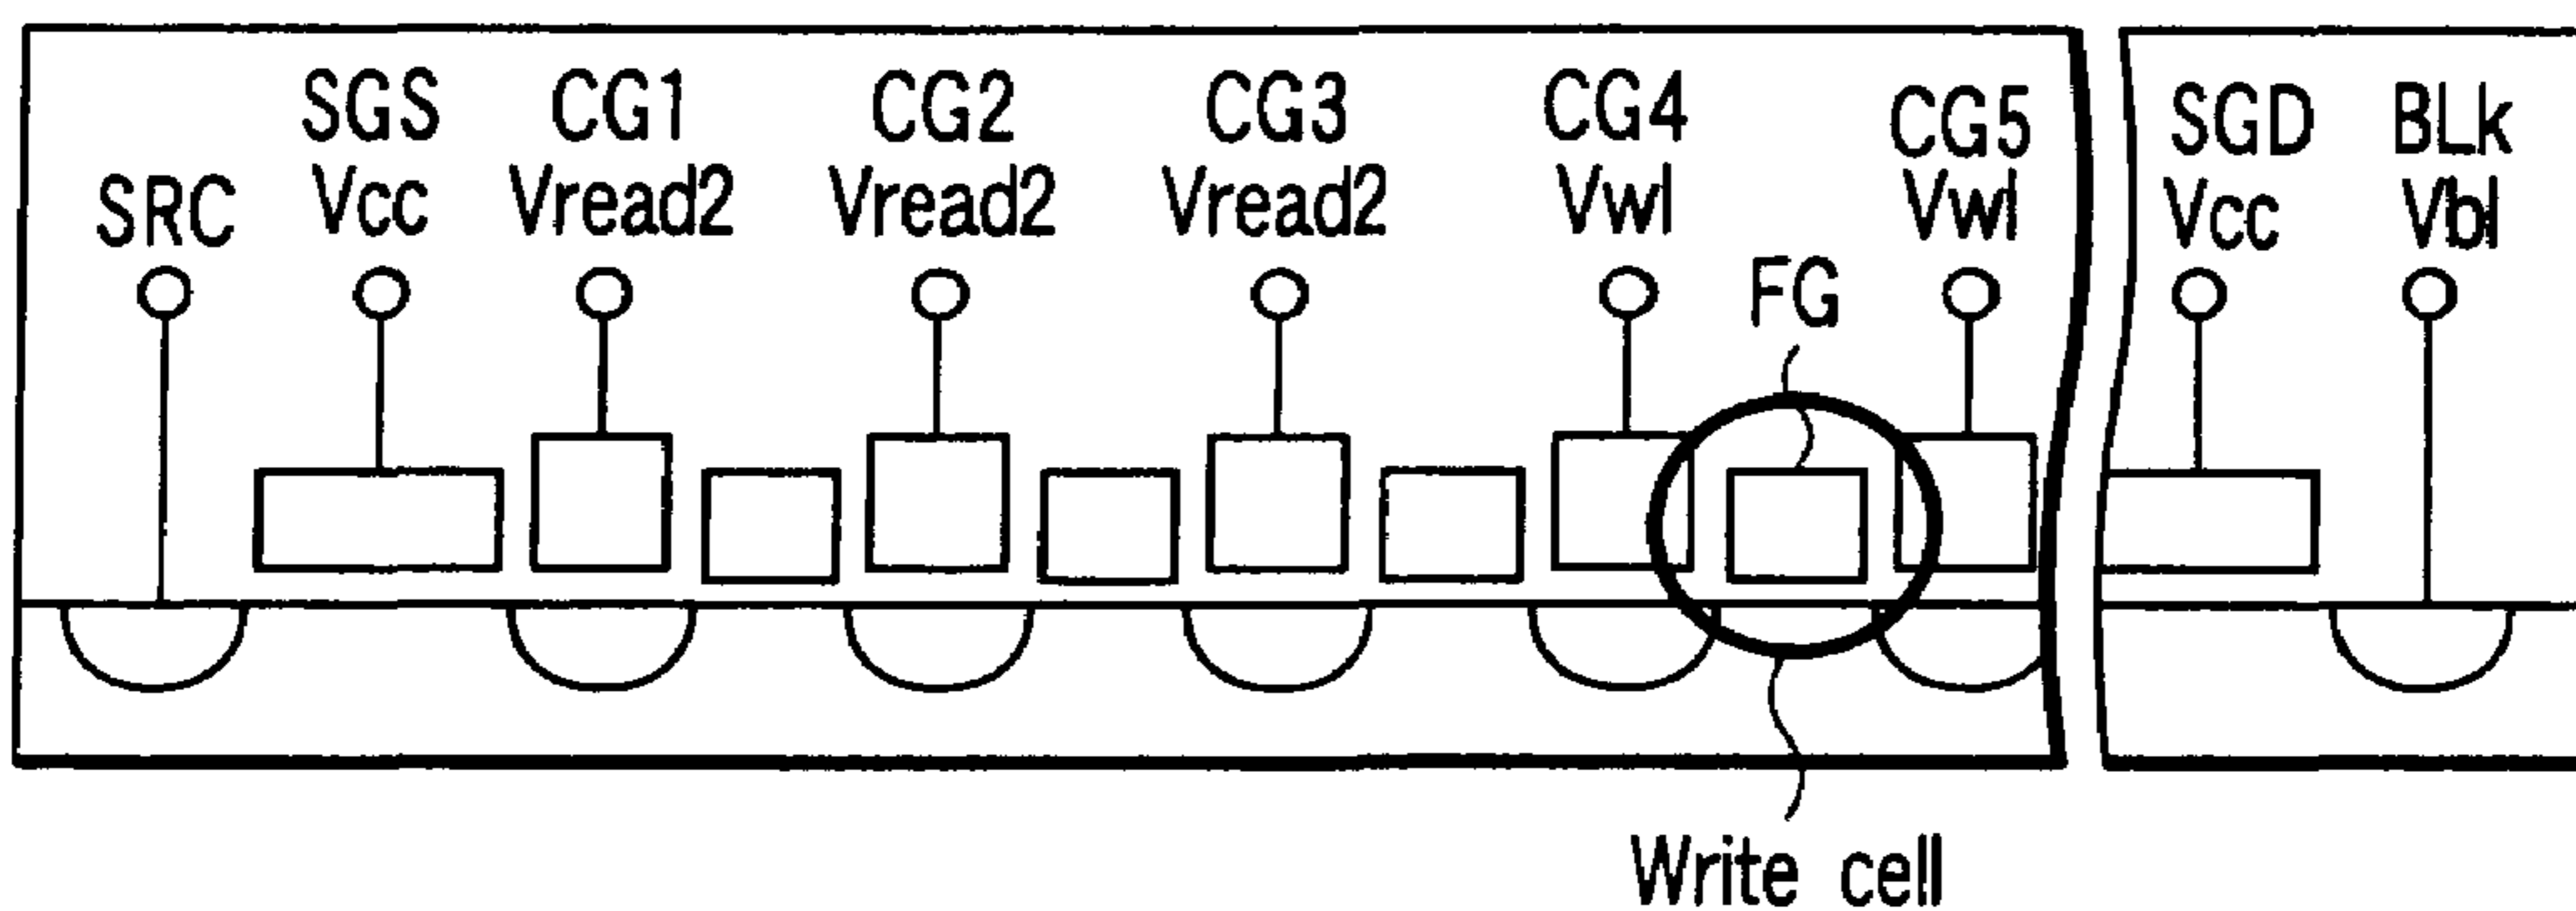 SRC
SGS
Vcc
CG1
Vread2
CG2
Vread2
CG3
Vread2
CG4
Vwl
FG
CG5
Vwl
SGD
Vcc
BLk
Vbl
Write cell